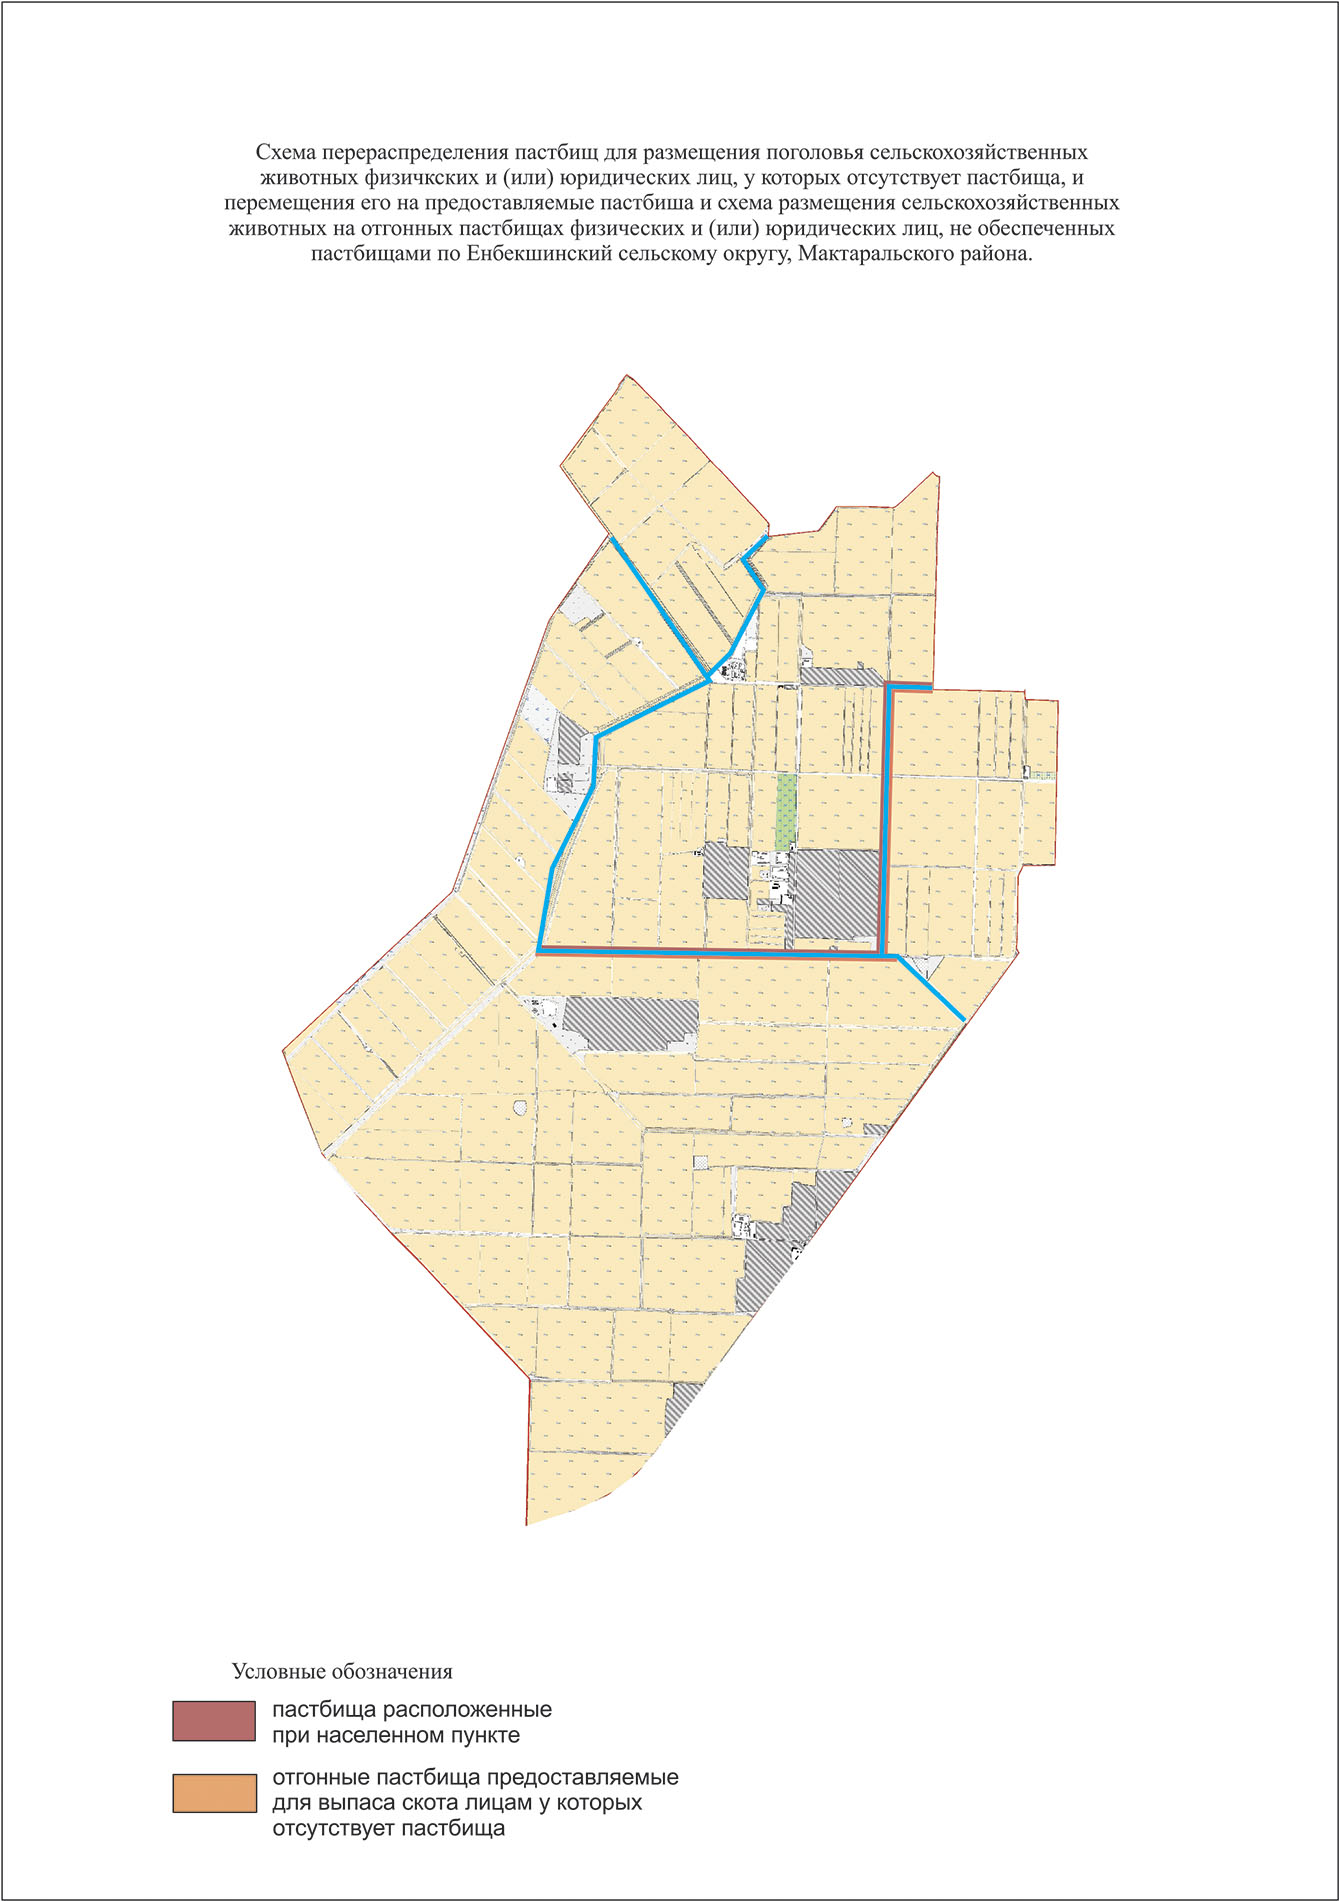 Схема перераспределения пастбищ для размещения поголовья сельскохозяйственных
животных физичкских и (или) юридических лиц, у которых отсутствует пастбища, и
перемещения его на предоставляемые пастбиша и схема размещения сельскохозяйственных
животных на отгонных пастбищах физических и (или) юридических лиц, не обеспеченных
пастбищами по Енбекшинский сельскому округу, Мактаральского района.
Условные обозначения
пастбища расположенные
при населенном пункте
отгонные пастбища предоставляемые
для выпаса скота лицам у которых
отсутствует пастбища